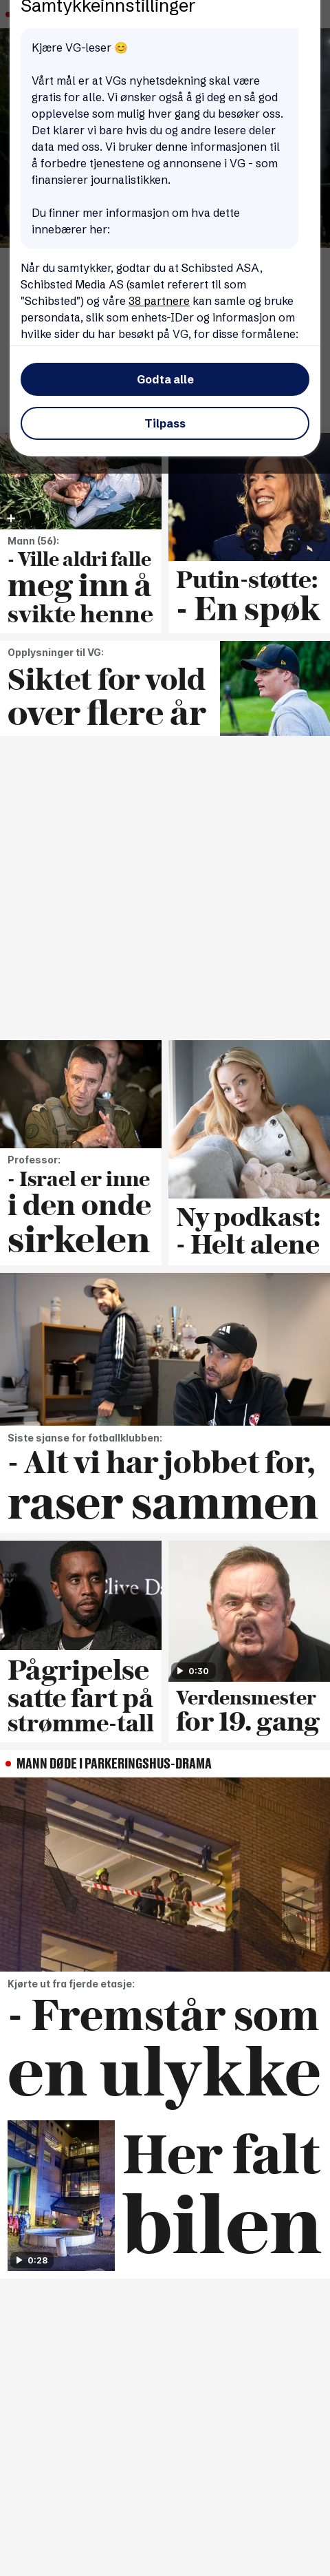 Samtykkeinnstillinger
Kjære VG-leser 😊
Vårt mål er at VGs nyhetsdekning skal være
gratis for alle. Vi ønsker også å gi deg en så god
opplevelse som mulig hver gang du besøker oss.
Det klarer vi bare hvis du og andre lesere deler
data med oss. Vi bruker denne informasjonen til
å forbedre tjenestene og annonsene i VG - som
finansierer journalistikken.
Du finner mer informasjon om hva dette
innebærer her:
Når du samtykker, godtar du at Schibsted ASA,
Schibsted Media AS (samlet referert til som
"Schibsted") og våre 38 partnere kan samle og bruke
persondata, slik som enhets-IDer og informasjon om
hvilke sider du har besøkt på VG, for disse formålene:
Godta alle
Tilpass
Mann (56):
- Ville aldri falle
meg inn å
svikte henne
Putin-støtte:
- En spøk
Opplysninger til VG:
Siktet for vold
over flere år
Professor:
- Israel er inne
i den onde
sirkelen
Ny podkast:
- Helt alene
Siste sjanse for fotballklubben:
- Alt vi har jobbet for,
raser sammen
Clive Da
Pågripelse
satte fart på
strømme-tall
0:30
Verdensmester
for 19. gang
MANN DØDE I PARKERINGSHUS-DRAMA
Kjørte ut fra fjerde etasje:
- Fremstår som
en ulykke
0:28
Her falt
bilen